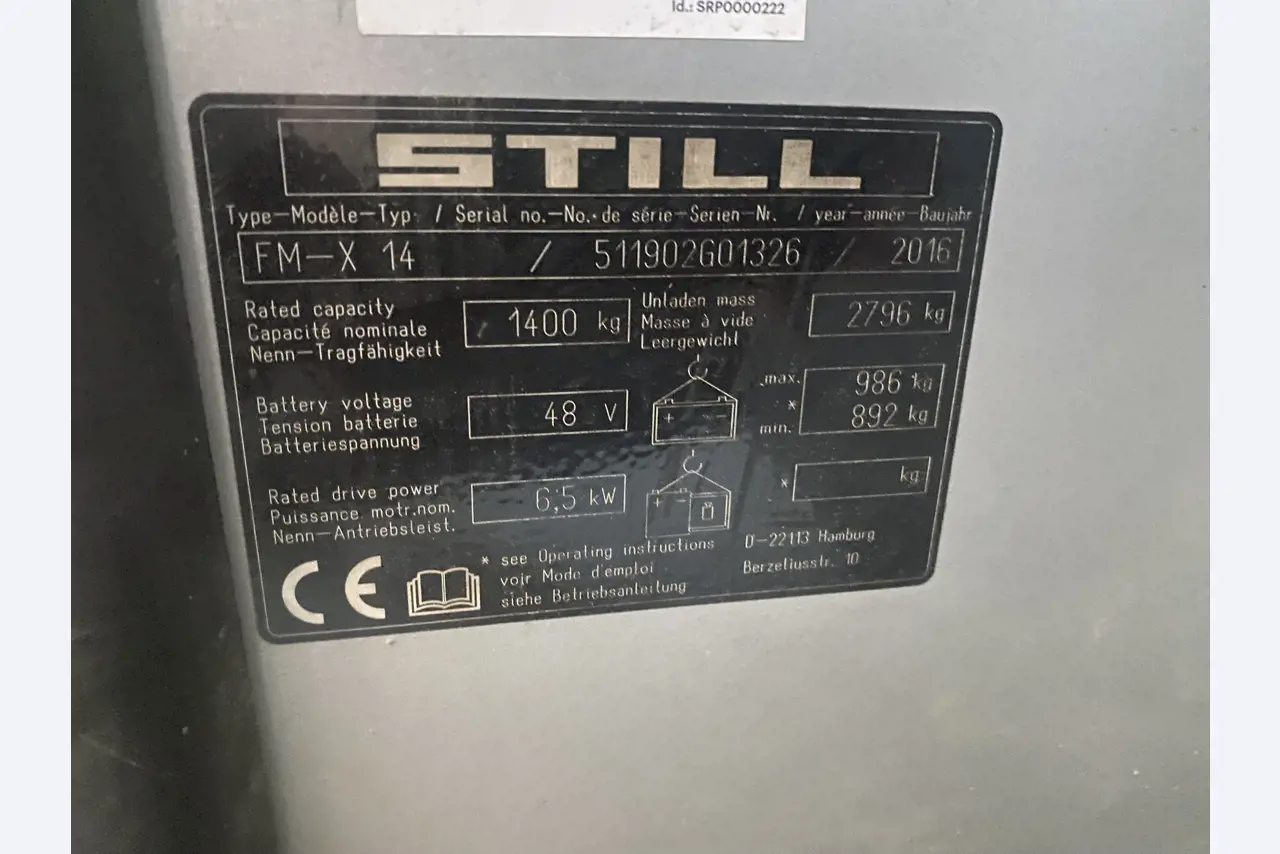 Id.: SRP0000222
STILL
Type-Modèle-Typ / Serial no.-No. de série-Serien-Nr. / year-année-Baujahr
FM-X 14 / 511902G01326 / 2016
Rated capacity
Capacité nominale
Nenn-Tragfähigkeit
1400 kg
Unladen mass
Masse à vide
Leergewicht
2796 kg
Battery voltage
Tension batterie
Batteriespannung
48 V
max. 986 kg
*
min. 892 kg
Rated drive power
Puissance motr.nom.
Nenn-Antriebsleist.
6,5 kW
* kg
* see Operating instructions
voir Mode d'emploi
siehe Betriebsanleitung
D-22113 Hamburg
Berzeliusstr. 10
CE